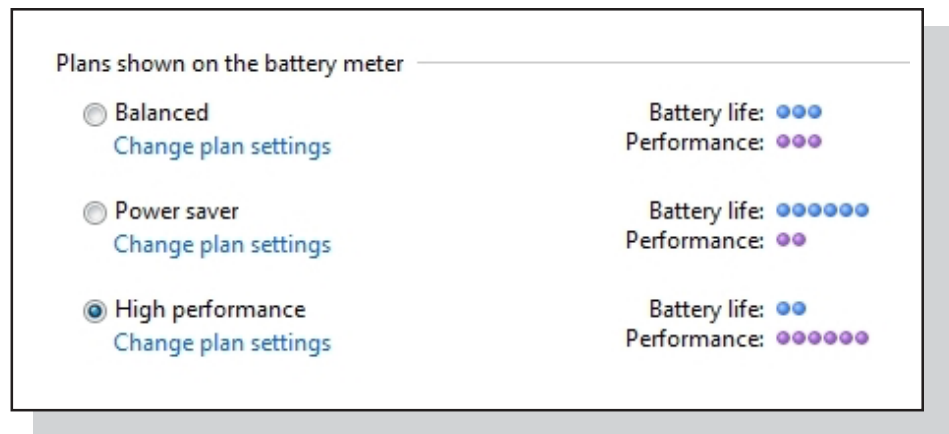 Plans shown on the battery meter
Balanced Battery life:
Change plan settings Performance:
Power saver Battery life:
Change plan settings Performance:
High performance Battery life:
Change plan settings Performance: